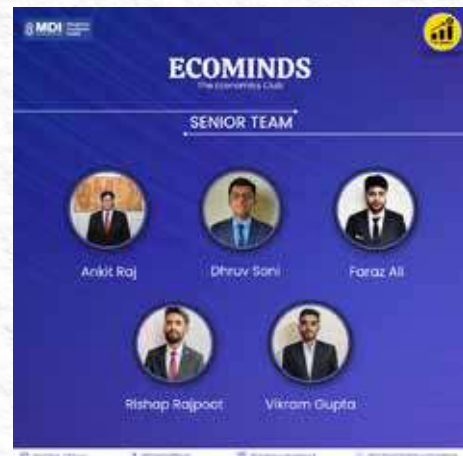 MDI
ECOMINDS
The Economics Club
SENIOR TEAM
Ankit Raj
Dhruv Soni
Faraz Ali
Rishap Rajpoot
Vikram Gupta